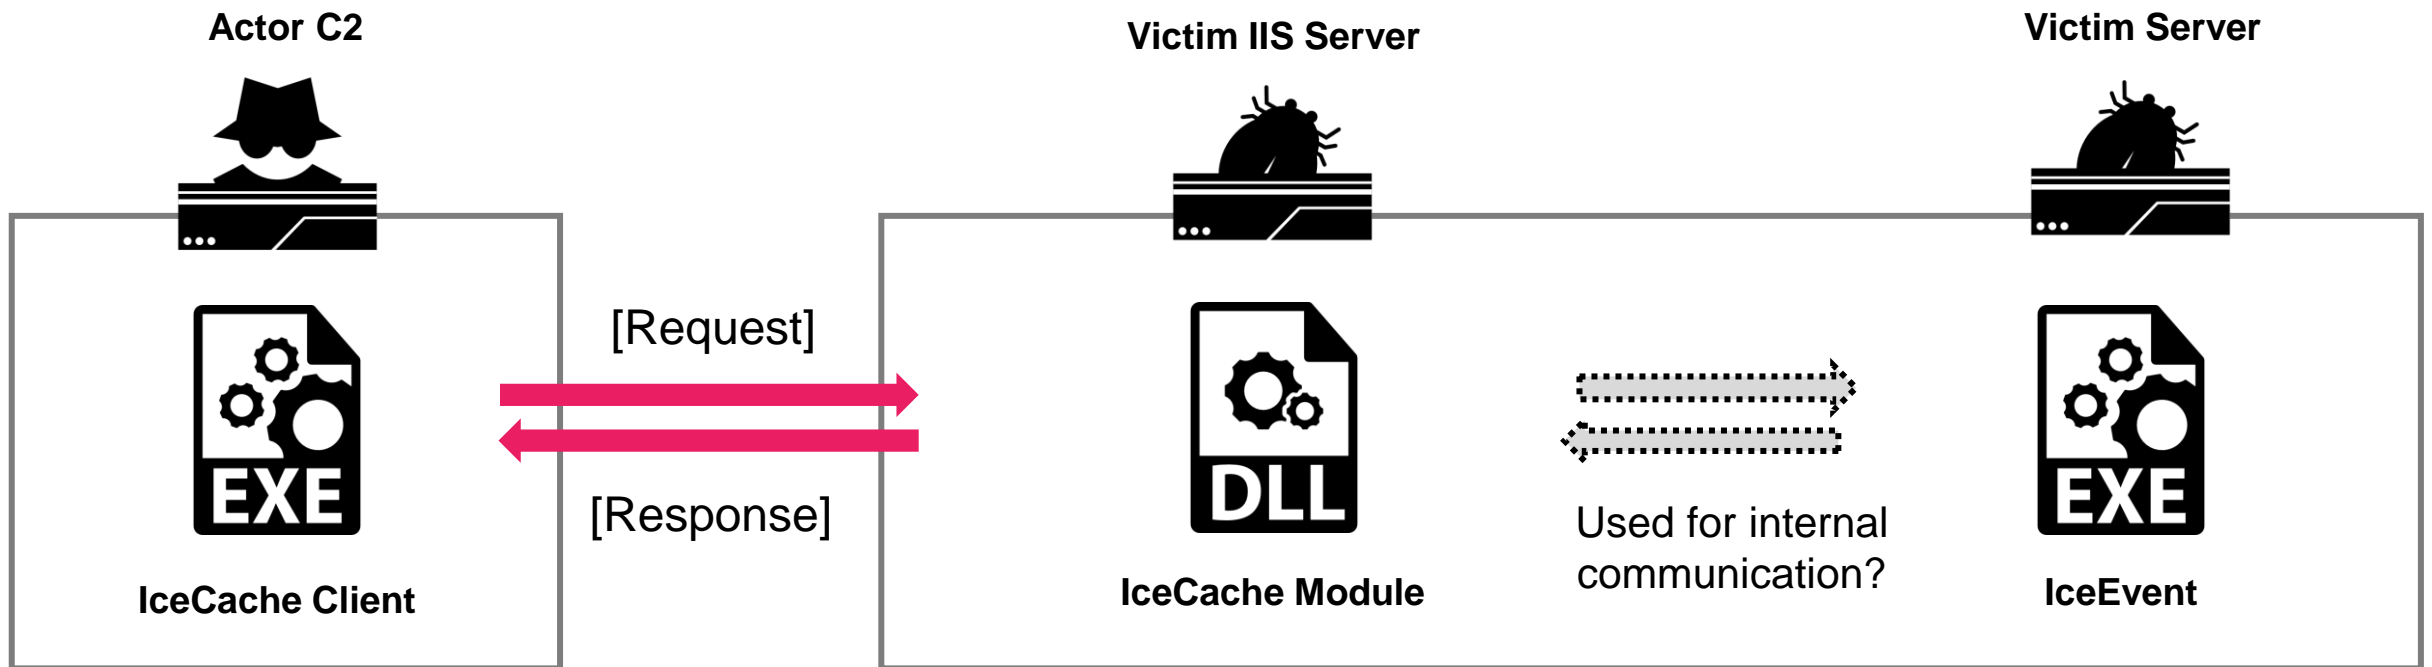 Actor C2
Victim IIS Server
Victim Server
[Request]
[Response]
EXE
DLL
EXE
Used for internal
communication?
IceCache Client
IceCache Module
IceEvent